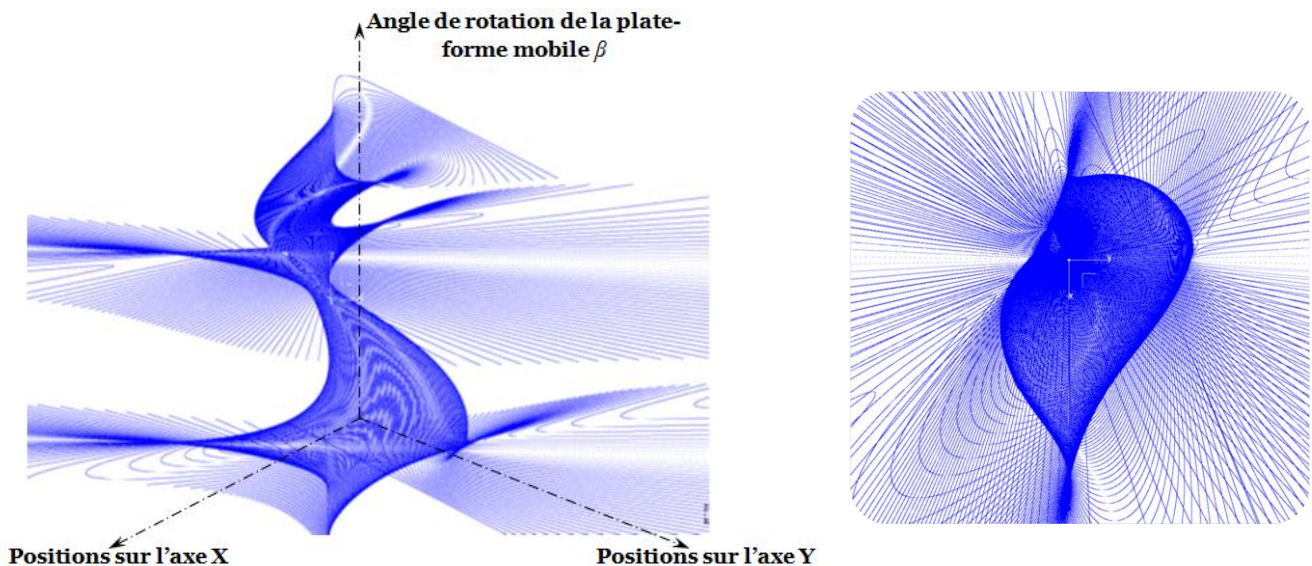 Angle de rotation de la plate-
forme mobile β
Positions sur l'axe X
Positions sur l'axe Y
y
x